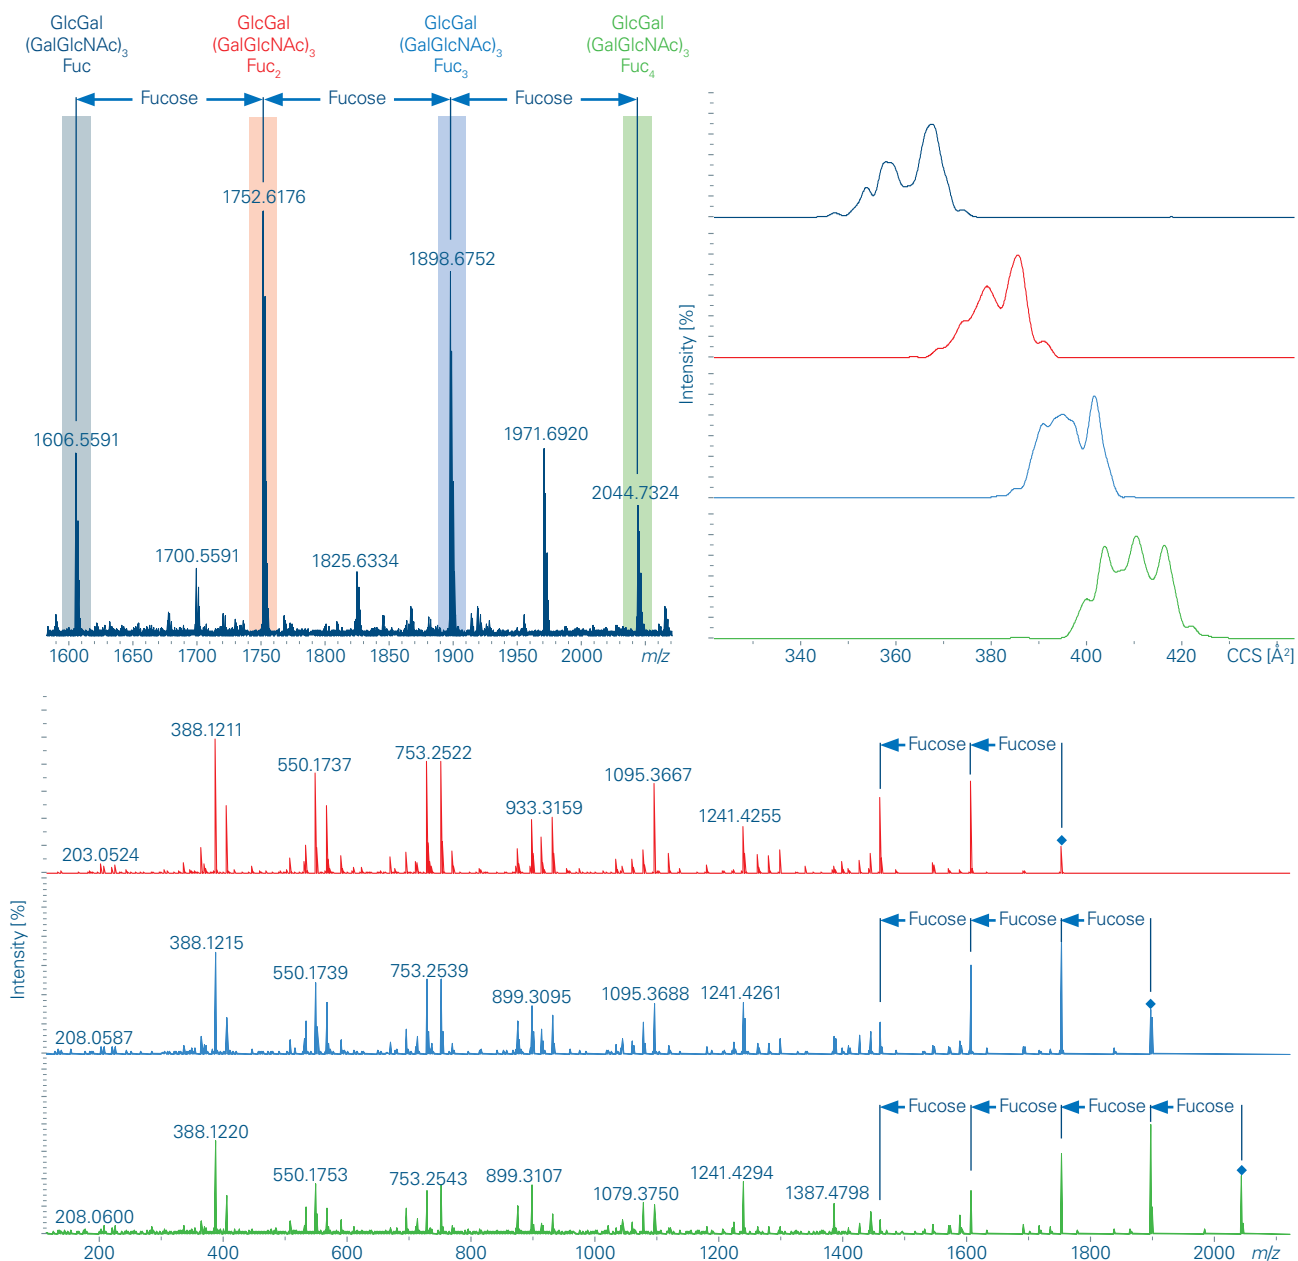 GlcGal
(GalGlcNAc)₃
Fuc
GlcGal
(GalGlcNAc)₃
Fuc₂
GlcGal
(GalGlcNAc)₃
Fuc₃
GlcGal
(GalGlcNAc)₃
Fuc₄
Fucose Fucose Fucose
1752.6176
1898.6752
1606.5591
1971.6920
2044.7324
1700.5591
1825.6334
1600 1650 1700 1750 1800 1850 1900 1950 2000 m/z
Intensity [%]
340 360 380 400 420 CCS [Å²]
Intensity [%]
388.1211
Fucose Fucose
550.1737
753.2522
1095.3667
933.3159
1241.4255
203.0524
Fucose Fucose Fucose
388.1215
550.1739
753.2539
899.3095
1095.3688
1241.4261
208.0587
Fucose Fucose Fucose Fucose
388.1220
550.1753
753.2543
899.3107
1079.3750
1241.4294
1387.4798
208.0600
200 400 600 800 1000 1200 1400 1600 1800 2000 m/z